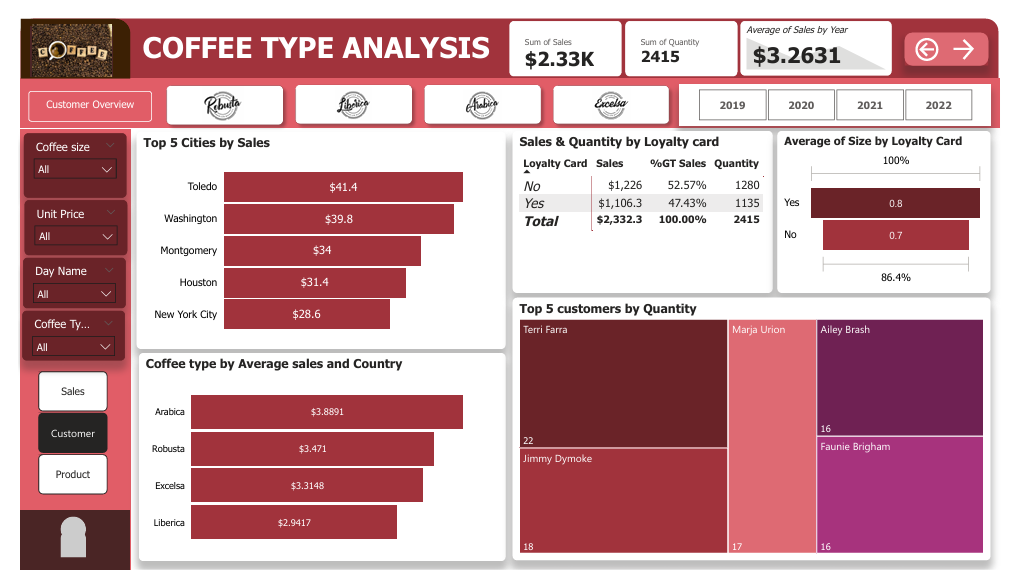 COFFEE
COFFEE TYPE ANALYSIS
Sum of Sales
$2.33K
Sum of Quantity
2415
Average of Sales by Year
$3.2631
Customer Overview
Robusta
Liberica
Arabica
Excelsa
2019
2020
2021
2022
Coffee size
All
Unit Price
All
Day Name
All
Coffee Ty...
All
Sales
Customer
Product
Top 5 Cities by Sales
Toledo $41.4
Washington $39.8
Montgomery $34
Houston $31.4
New York City $28.6
Coffee type by Average sales and Country
Arabica $3.8891
Robusta $3.471
Excelsa $3.3148
Liberica $2.9417
Sales & Quantity by Loyalty card
Loyalty Card Sales %GT Sales Quantity
No $1,226 52.57% 1280
Yes $1,106.3 47.43% 1135
Total $2,332.3 100.00% 2415
Average of Size by Loyalty Card
100%
Yes 0.8
No 0.7
86.4%
Top 5 customers by Quantity
Terri Farra
22
Jimmy Dymoke
18
Marja Urion
17
Ailey Brash
16
Faunie Brigham
16